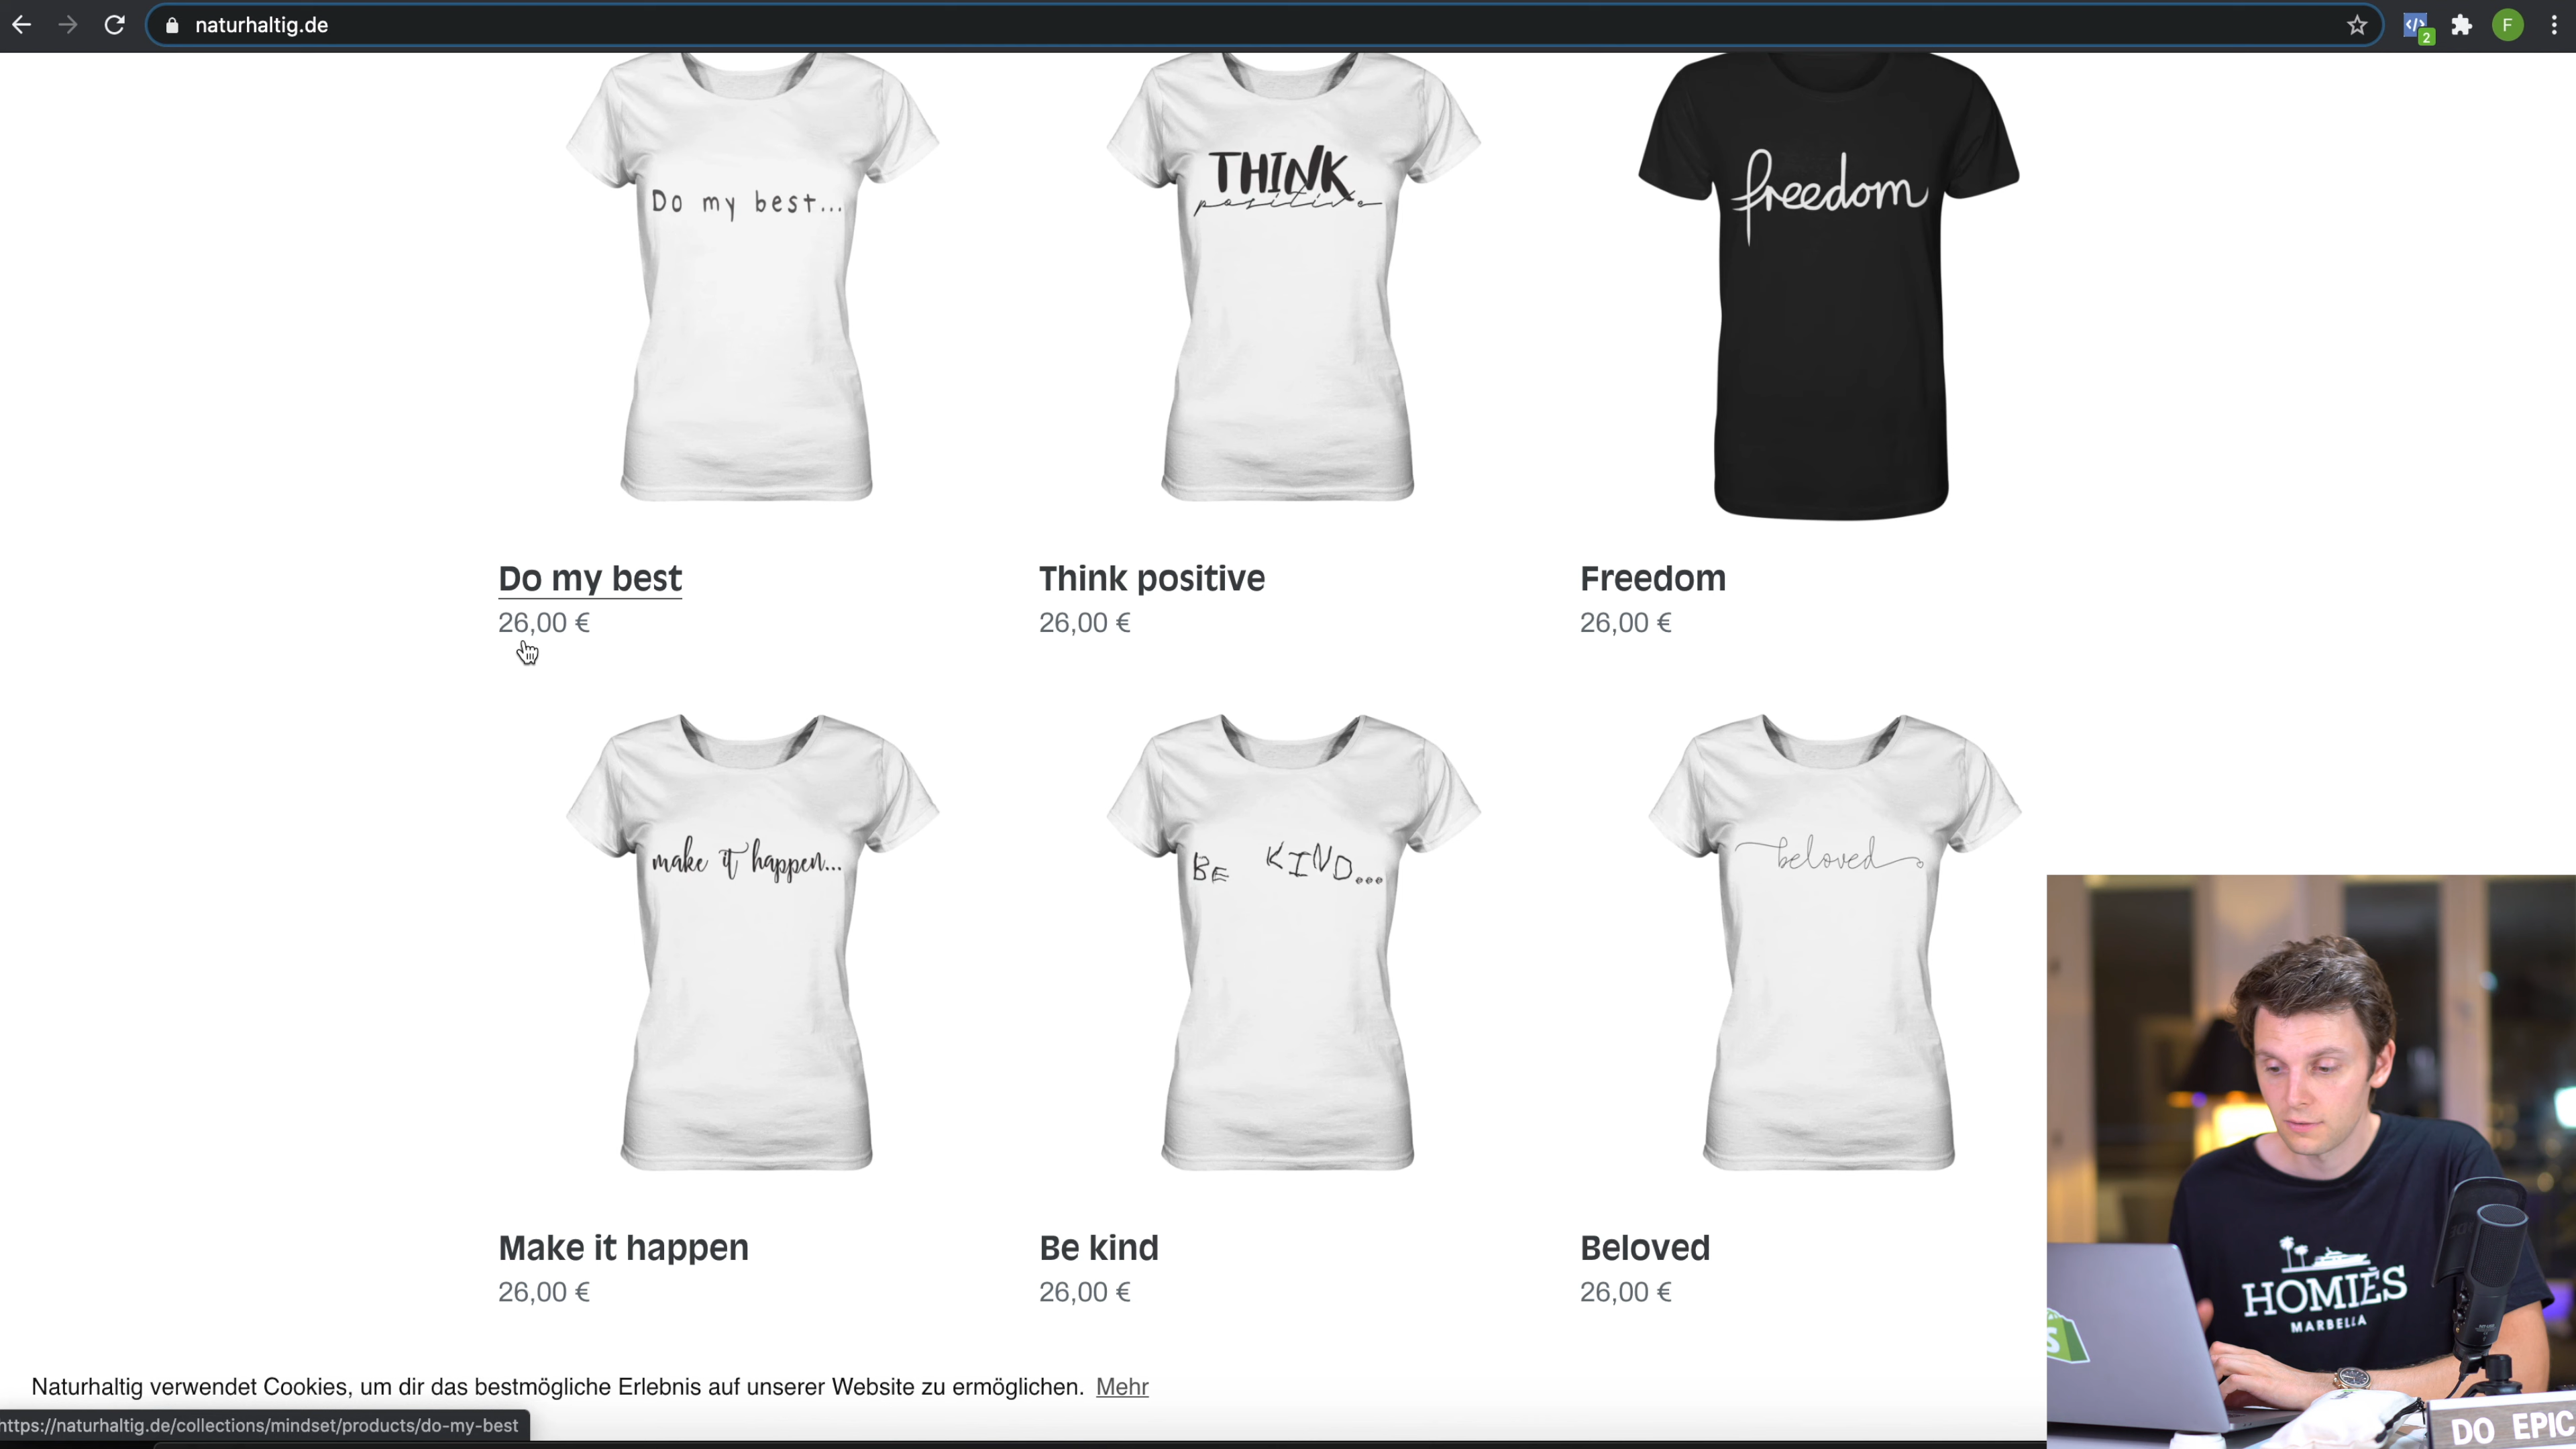 naturhaltig.de
2
F
Do my best...
THINK
positive
freedom
Do my best
26,00 €
Think positive
26,00 €
Freedom
26,00 €
make it happen...
BE KIND...
beloved
Make it happen
26,00 €
Be kind
26,00 €
Beloved
26,00 €
HOMIES
MARBELLA
S
DO EPIC
Naturhaltig verwendet Cookies, um dir das bestmögliche Erlebnis auf unserer Website zu ermöglichen. Mehr
https://naturhaltig.de/collections/mindset/products/do-my-best